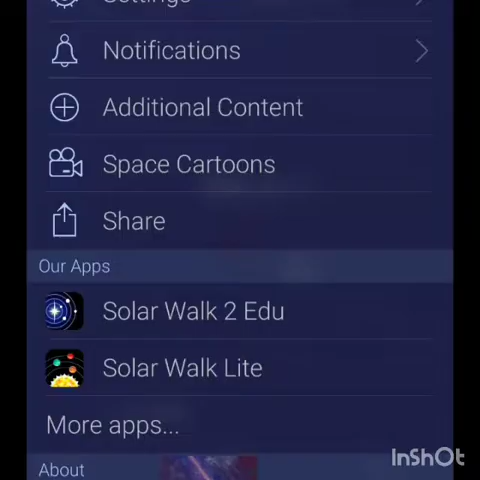 Settings
Notifications
Additional Content
Space Cartoons
Share
Our Apps
Solar Walk 2 Edu
Solar Walk Lite
More apps...
About
InShOt